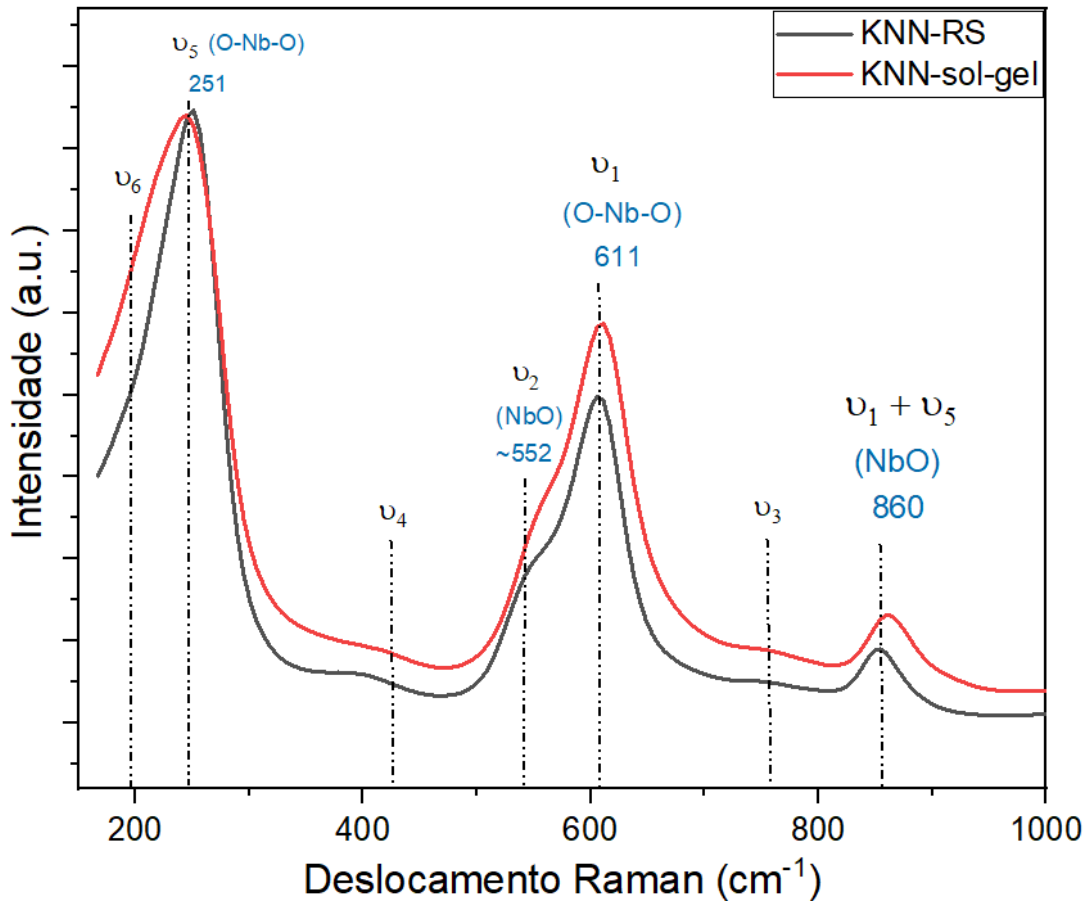 KNN-RS
KNN-sol-gel
υ5 (O-Nb-O)
251
υ6
υ1
(O-Nb-O)
611
υ2
(NbO)
~552
υ1 + υ5
(NbO)
860
υ4
υ3
Intensidade (a.u.)
200 400 600 800 1000
Deslocamento Raman (cm-1)